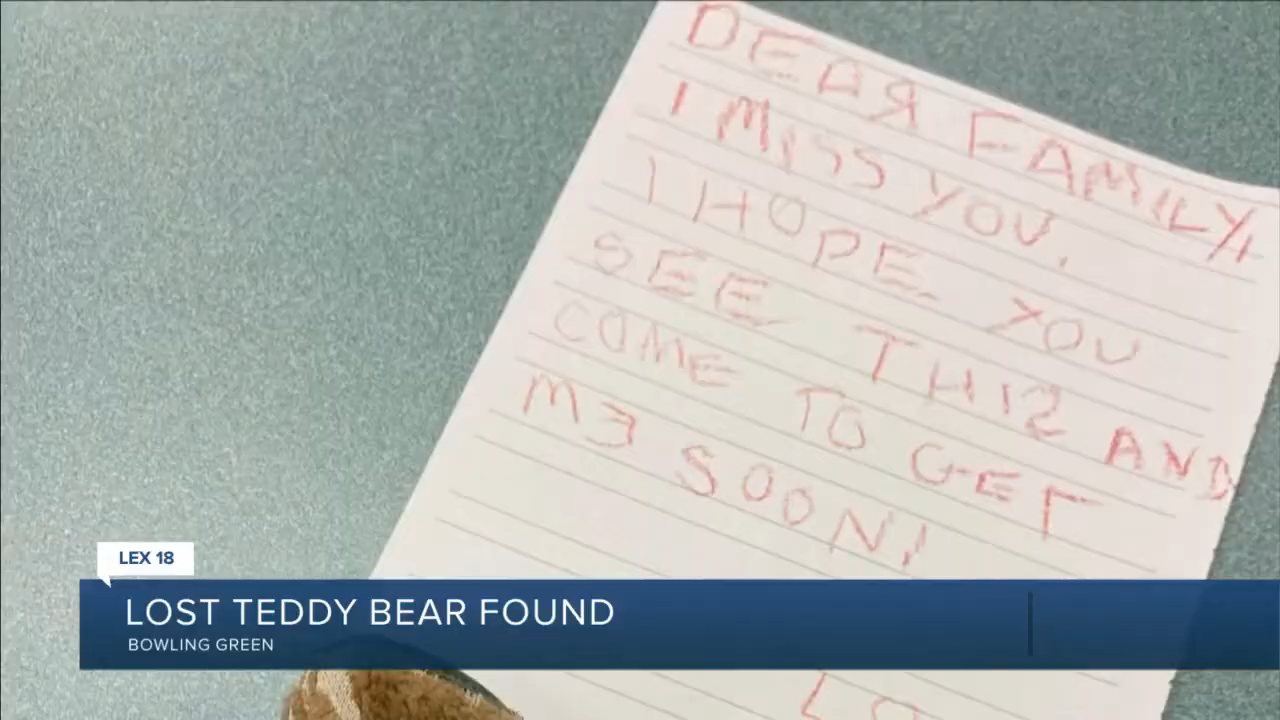 DEAR FAMILY,
I MISS YOU.
I HOPE YOU
SEE THIS AND
COME TO GET
ME SOON!
LO
LEX 18
LOST TEDDY BEAR FOUND
BOWLING GREEN